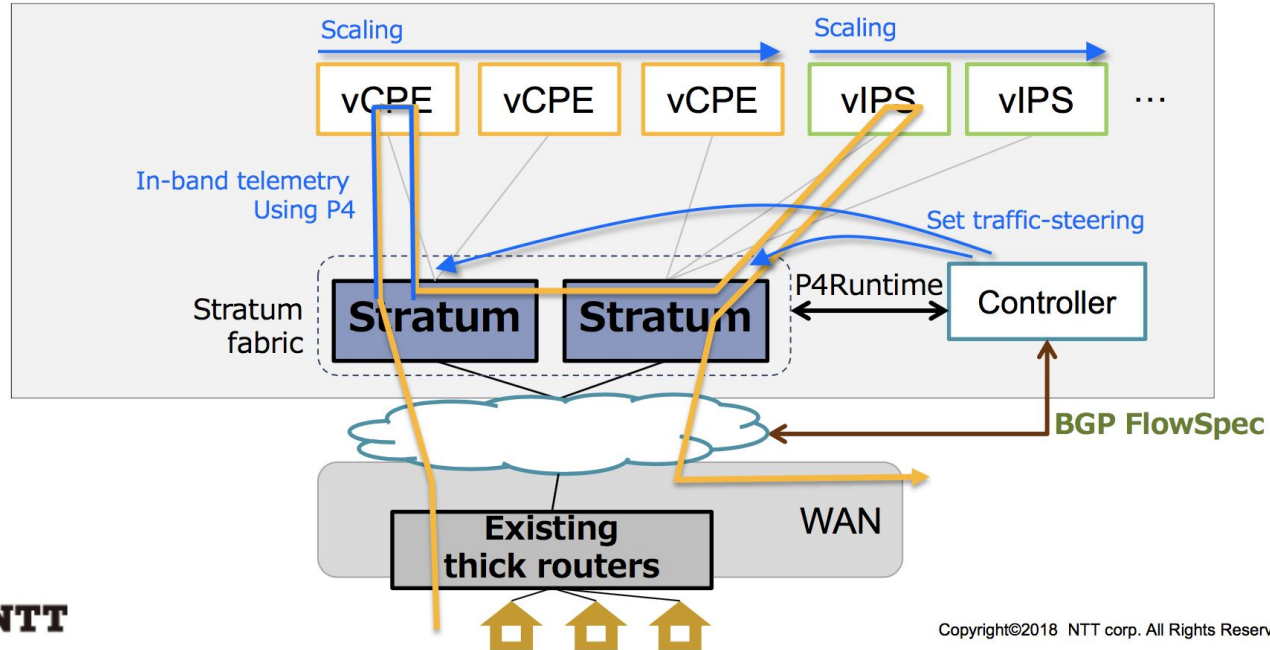 Scaling
Scaling
vCPE
vCPE
vCPE
vIPS
vIPS
...
In-band telemetry
Using P4
Set traffic-steering
Stratum
fabric
Stratum
Stratum
P4Runtime
Controller
BGP FlowSpec
WAN
Existing
thick routers
NTT
Copyright©2018 NTT corp. All Rights Reserv